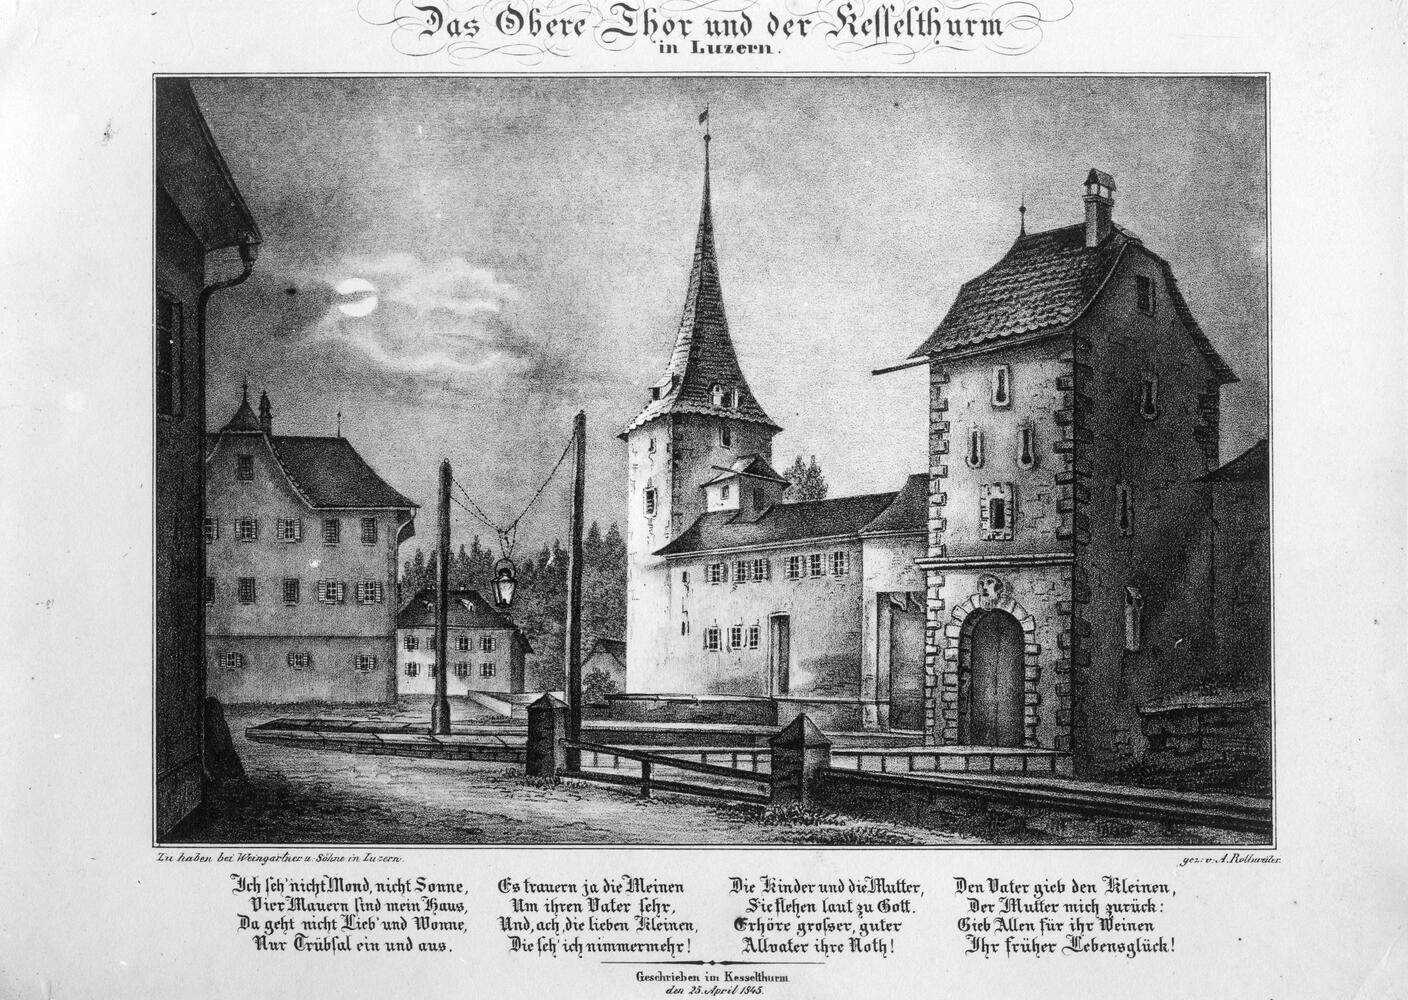 Das Obere Thor und der Kesselthurm
in Luzern.
Zu haben bei Weingartner u. Söhne in Luzern.
gez: v: A. Rothweiler.
Ich seh' nicht Mond, nicht Sonne,
Vier Mauern sind mein Haus,
Da geht nicht Lieb' und Wonne,
Nur Trübsal ein und aus.
Es trauern ja die Meinen
Um ihren Vater sehr,
Und, ach, die lieben Kleinen,
Die seh' ich nimmermehr!
Die Kinder und die Mutter,
Sie flehen laut zu Gott.
Erhöre grosser, guter
Allvater ihre Noth!
Den Vater gieb den Kleinen,
Der Mutter mich zurück:
Gieb Allen für ihr Weinen
Ihr früher Lebensglück!
Geschrieben im Kesselthurm
den 25. April 1845.